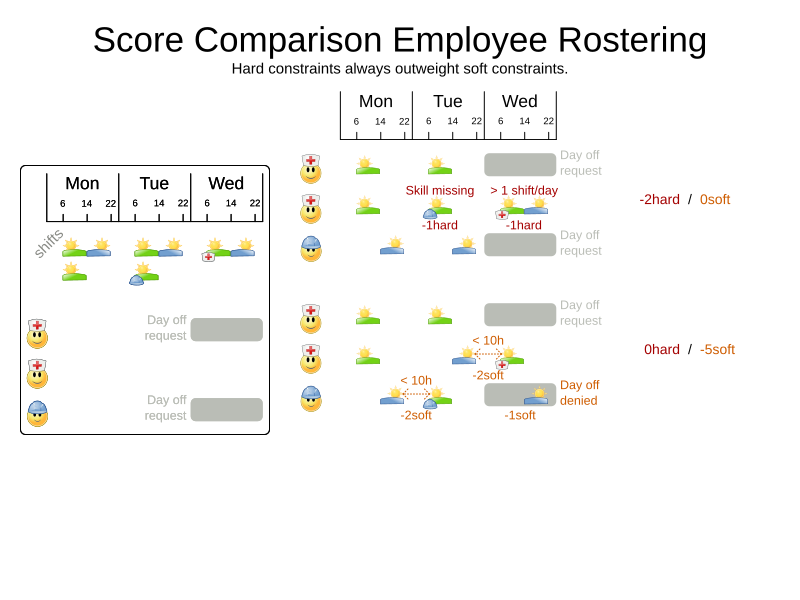 Score Comparison Employee Rostering
Hard constraints always outweight soft constraints.
Mon Tue Wed
6 14 22 6 14 22 6 14 22
shifts
Day off
request
Day off
request
Mon Tue Wed
6 14 22 6 14 22 6 14 22
Day off
request
Skill missing > 1 shift/day
-1hard -1hard
-2hard / 0soft
Day off
request
Day off
request
< 10h
-2soft
0hard / -5soft
< 10h
-2soft
Day off
denied
-1soft